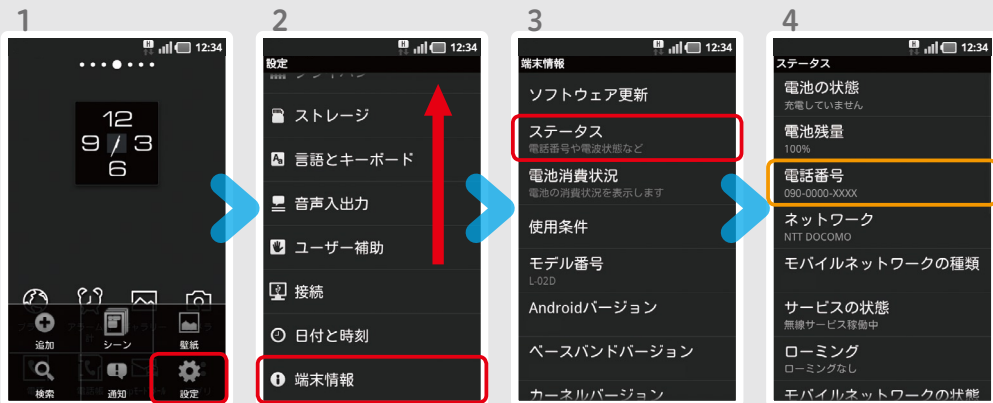 1
12:34
12
9
3
6
追加
シーン
壁紙
検索
通知
設定
2
12:34
設定
ストレージ
言語とキーボード
音声入出力
ユーザー補助
接続
日付と時刻
端末情報
3
12:34
端末情報
ソフトウェア更新
ステータス
電話番号や電波状態など
電池消費状況
電池の消費状況を表示します
使用条件
モデル番号
L-02D
Androidバージョン
ベースバンドバージョン
カーネルバージョン
4
12:34
ステータス
電池の状態
充電していません
電池残量
100%
電話番号
090-0000-XXXX
ネットワーク
NTT DOCOMO
モバイルネットワークの種類
サービスの状態
無線サービス稼働中
ローミング
ローミングなし
モバイルネットワークの状態